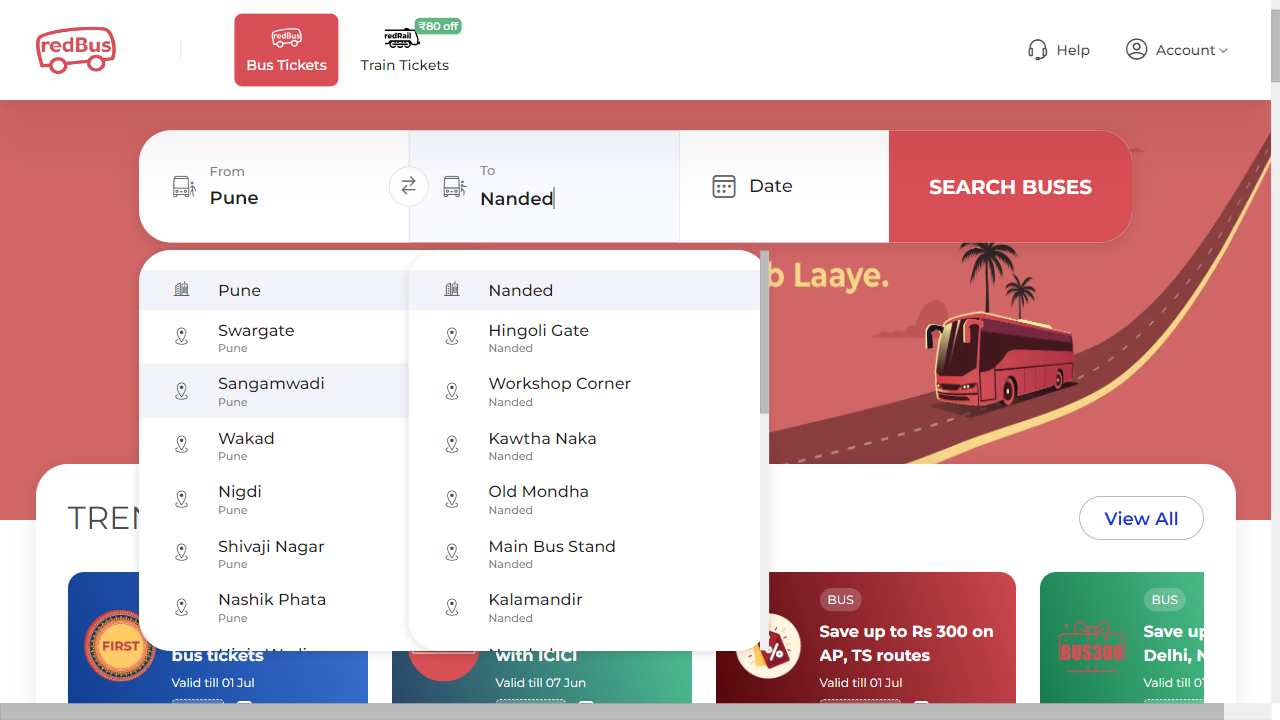 redBus
redBus
Bus Tickets
redRail
₹80 off
Train Tickets
Help
Account
From
Pune
To
Nanded
Date
SEARCH BUSES
Laaye.
Pune
Swargate
Pune
Sangamwadi
Pune
Wakad
Pune
Nigdi
Pune
Shivaji Nagar
Pune
Nashik Phata
Pune
Nanded
Hingoli Gate
Nanded
Workshop Corner
Nanded
Kawtha Naka
Nanded
Old Mondha
Nanded
Main Bus Stand
Nanded
Kalamandir
Nanded
TREN
View All
FIRST
bus tickets
Valid till 01 Jul
with ICICI
Valid till 07 Jun
%
BUS
Save up to Rs 300 on
AP, TS routes
Valid till 01 Jul
BUS300
BUS
Save up
Delhi, N
Valid till 0